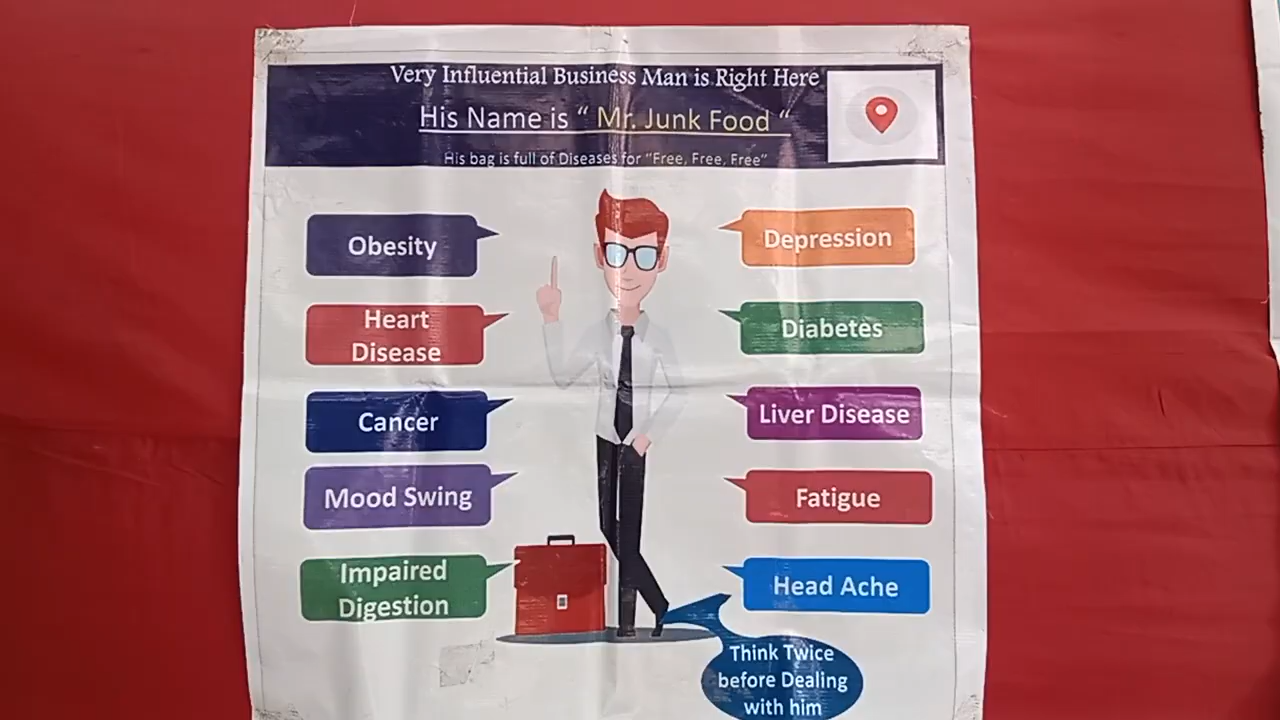 Very Influential Business Man is Right Here
His Name is “ Mr. Junk Food “
His bag is full of Diseases for “Free, Free, Free”
Obesity
Heart
Disease
Cancer
Mood Swing
Impaired
Digestion
Depression
Diabetes
Liver Disease
Fatigue
Head Ache
Think Twice
before Dealing
with him